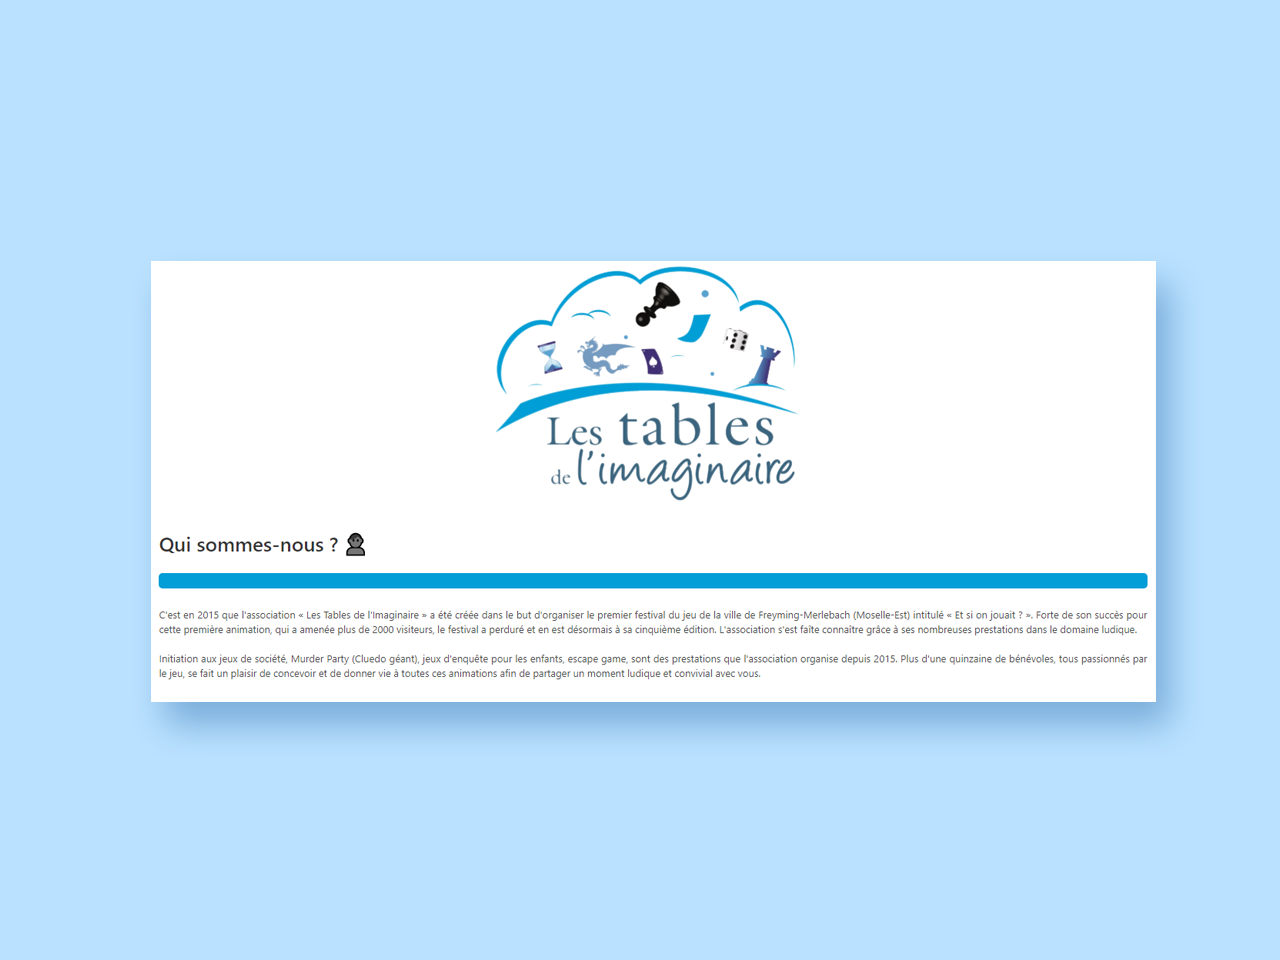 Les tables
de l'imaginaire
Qui sommes-nous ?
C'est en 2015 que l'association « Les Tables de l'Imaginaire » a été créée dans le but d'organiser le premier festival du jeu de la ville de Freyming-Merlebach (Moselle-Est) intitulé « Et si on jouait ? ». Forte de son succès pour
cette première animation, qui a amenée plus de 2000 visiteurs, le festival a perduré et en est désormais à sa cinquième édition. L'association s'est faîte connaître grâce à ses nombreuses prestations dans le domaine ludique.
Initiation aux jeux de société, Murder Party (Cluedo géant), jeux d'enquête pour les enfants, escape game, sont des prestations que l'association organise depuis 2015. Plus d'une quinzaine de bénévoles, tous passionnés par
le jeu, se fait un plaisir de concevoir et de donner vie à toutes ces animations afin de partager un moment ludique et convivial avec vous.